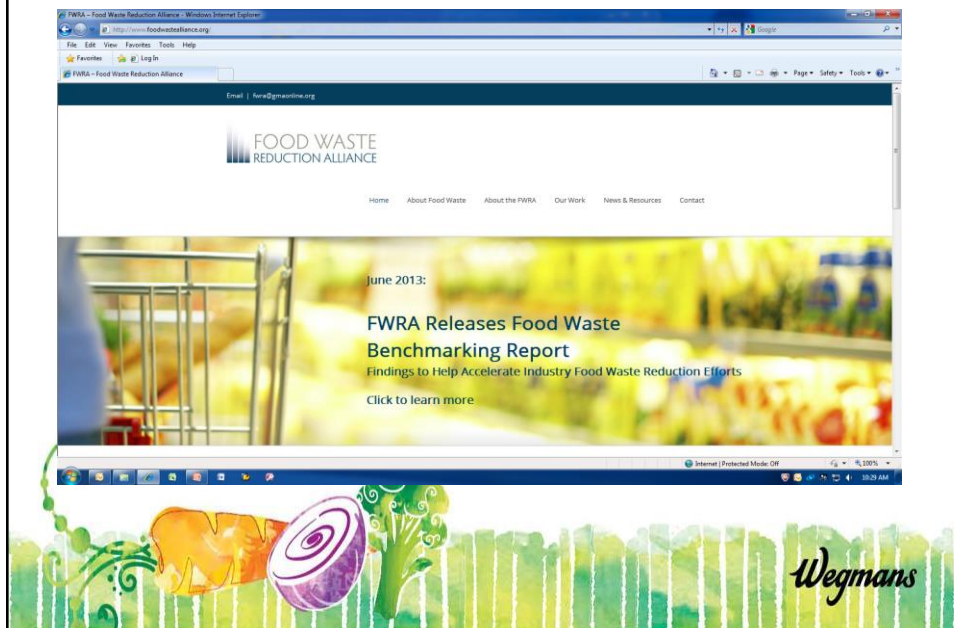 FWRA – Food Waste Reduction Alliance - Windows Internet Explorer
http://www.foodwastealliance.org
Google
File Edit View Favorites Tools Help
Favorites Log In
FWRA – Food Waste Reduction Alliance
Page Safety Tools
Email | fwra@gmaonline.org
FOOD WASTE
REDUCTION ALLIANCE
Home About Food Waste About the FWRA Our Work News & Resources Contact
June 2013:
FWRA Releases Food Waste
Benchmarking Report
Findings to Help Accelerate Industry Food Waste Reduction Efforts
Click to learn more
Internet | Protected Mode: Off 100%
10:29 AM
Wegmans